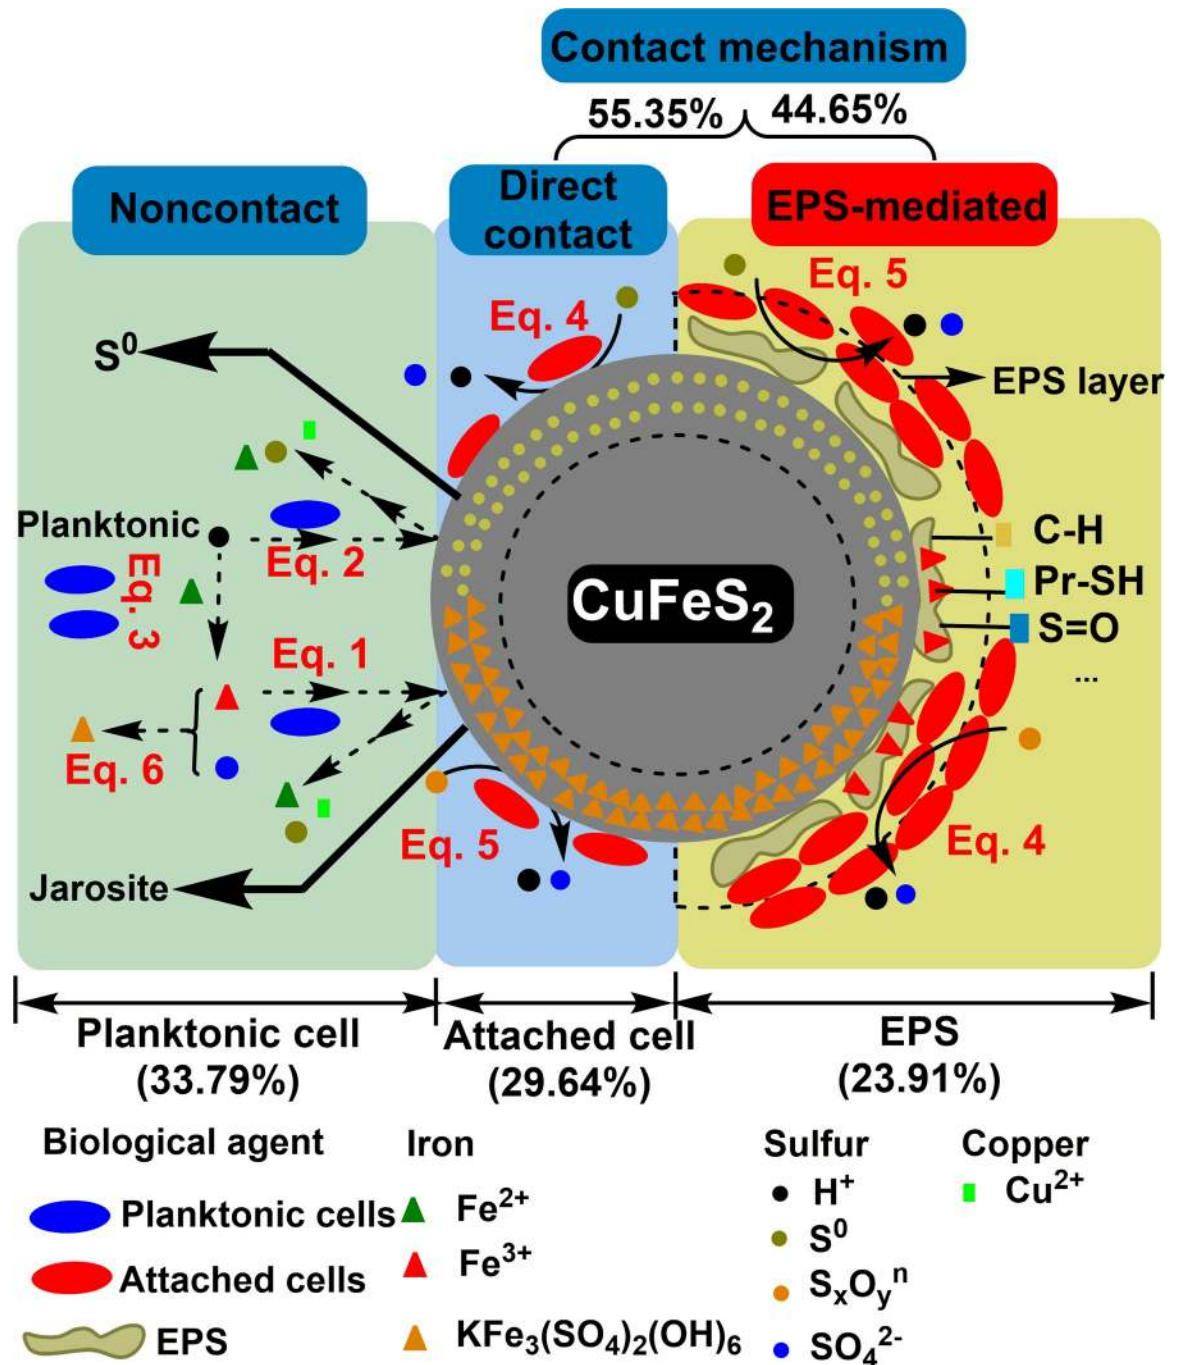 Contact mechanism
55.35% 44.65%
Noncontact
Direct
contact
EPS-mediated
Eq. 5
Eq. 4
S⁰
EPS layer
Planktonic
Eq. 2
Eq. 3
C-H
Pr-SH
S=O
...
CuFeS₂
Eq. 1
Eq. 6
Eq. 5
Eq. 4
Jarosite
Planktonic cell
(33.79%)
Attached cell
(29.64%)
EPS
(23.91%)
Biological agent
Planktonic cells
Attached cells
EPS
Iron
Fe²⁺
Fe³⁺
KFe₃(SO₄)₂(OH)₆
Sulfur
H⁺
S⁰
SₓOᵧⁿ
SO₄²⁻
Copper
Cu²⁺